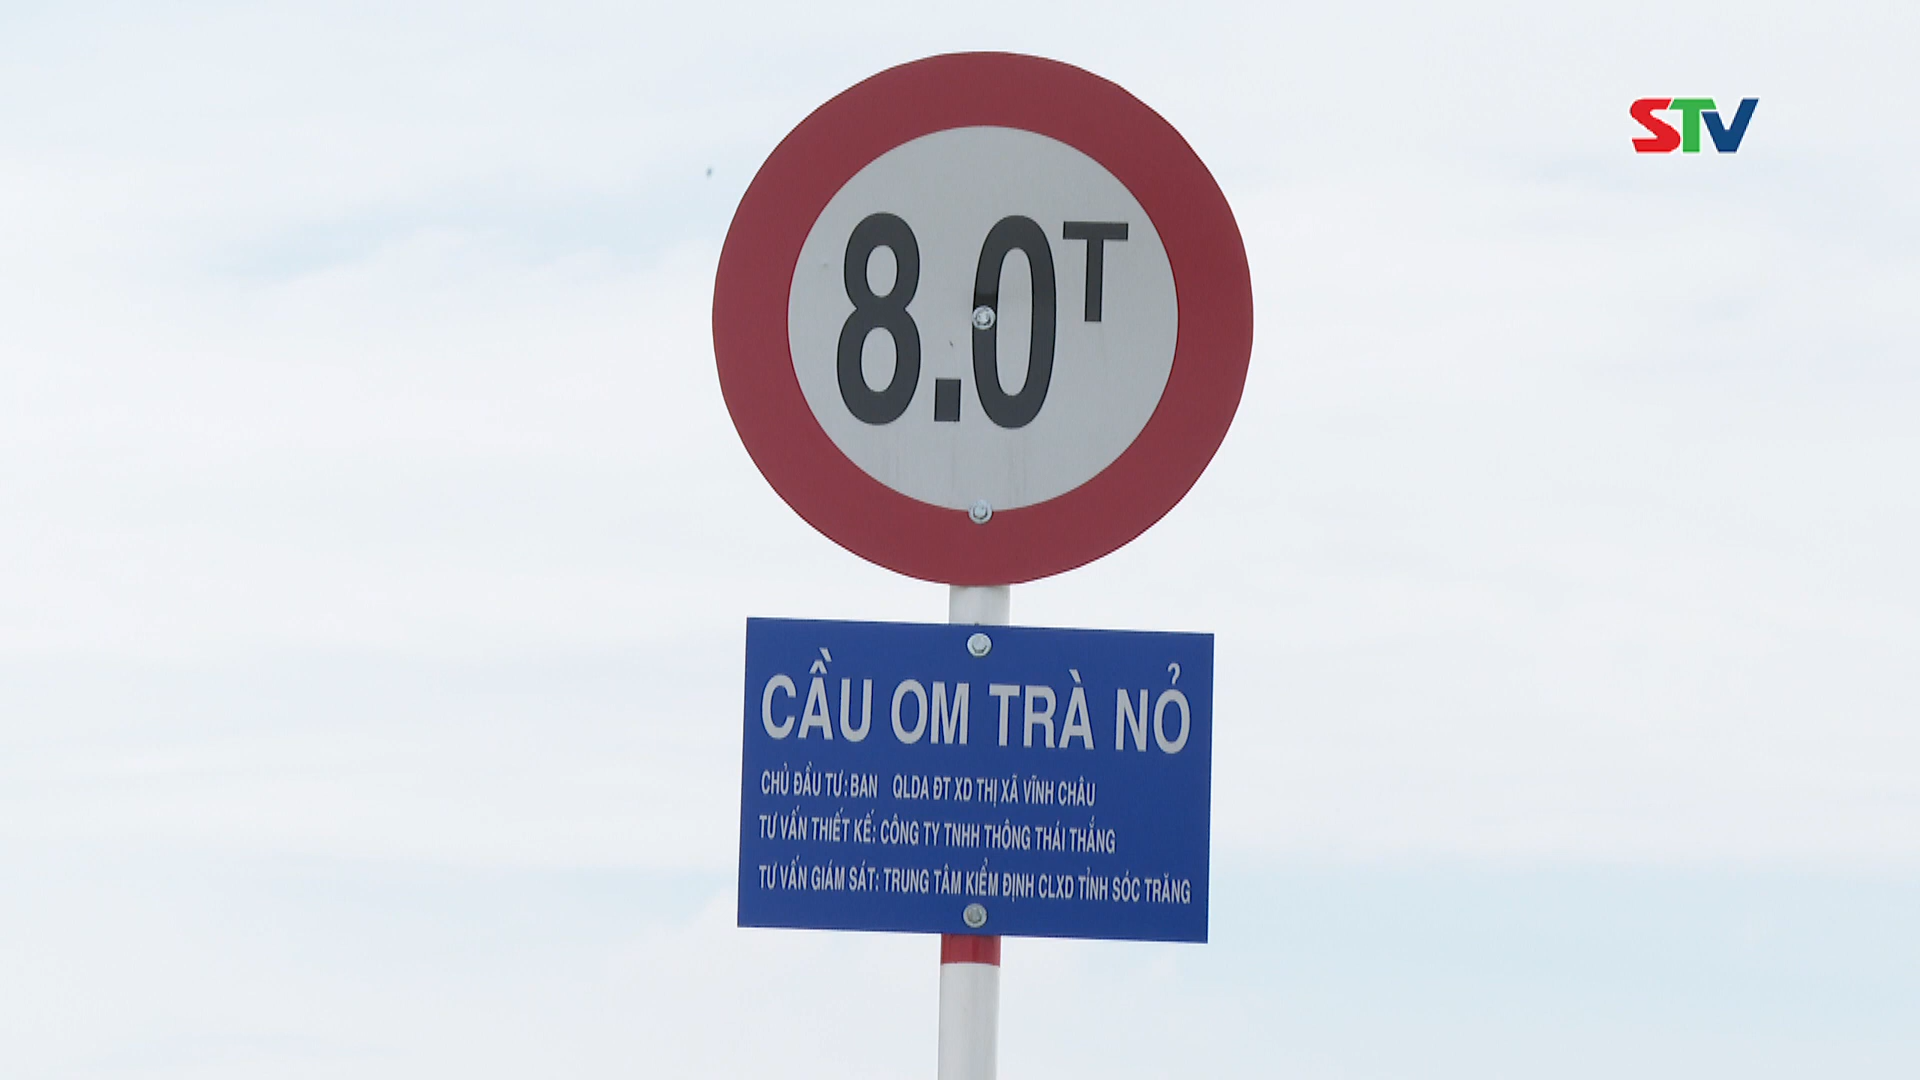 STV
8.0T
CẦU OM TRÀ NỎ
CHỦ ĐẦU TƯ: BAN QLDA ĐT XD THỊ XÃ VĨNH CHÂU
TƯ VẤN THIẾT KẾ: CÔNG TY TNHH THÔNG THÁI THẮNG
TƯ VẤN GIÁM SÁT: TRUNG TÂM KIỂM ĐỊNH CLXD TỈNH SÓC TRĂNG